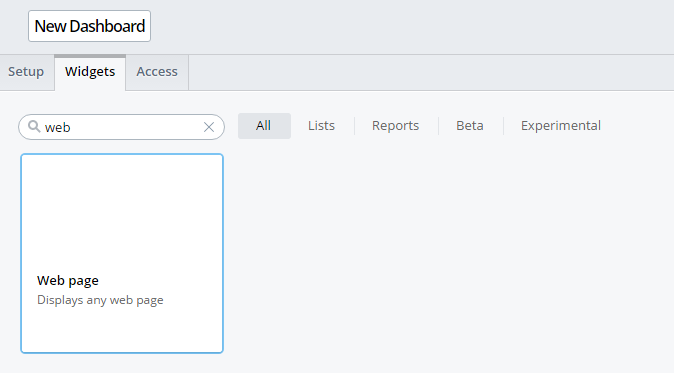 New Dashboard
Setup Widgets Access
web All Lists Reports Beta Experimental
Web page
Displays any web page